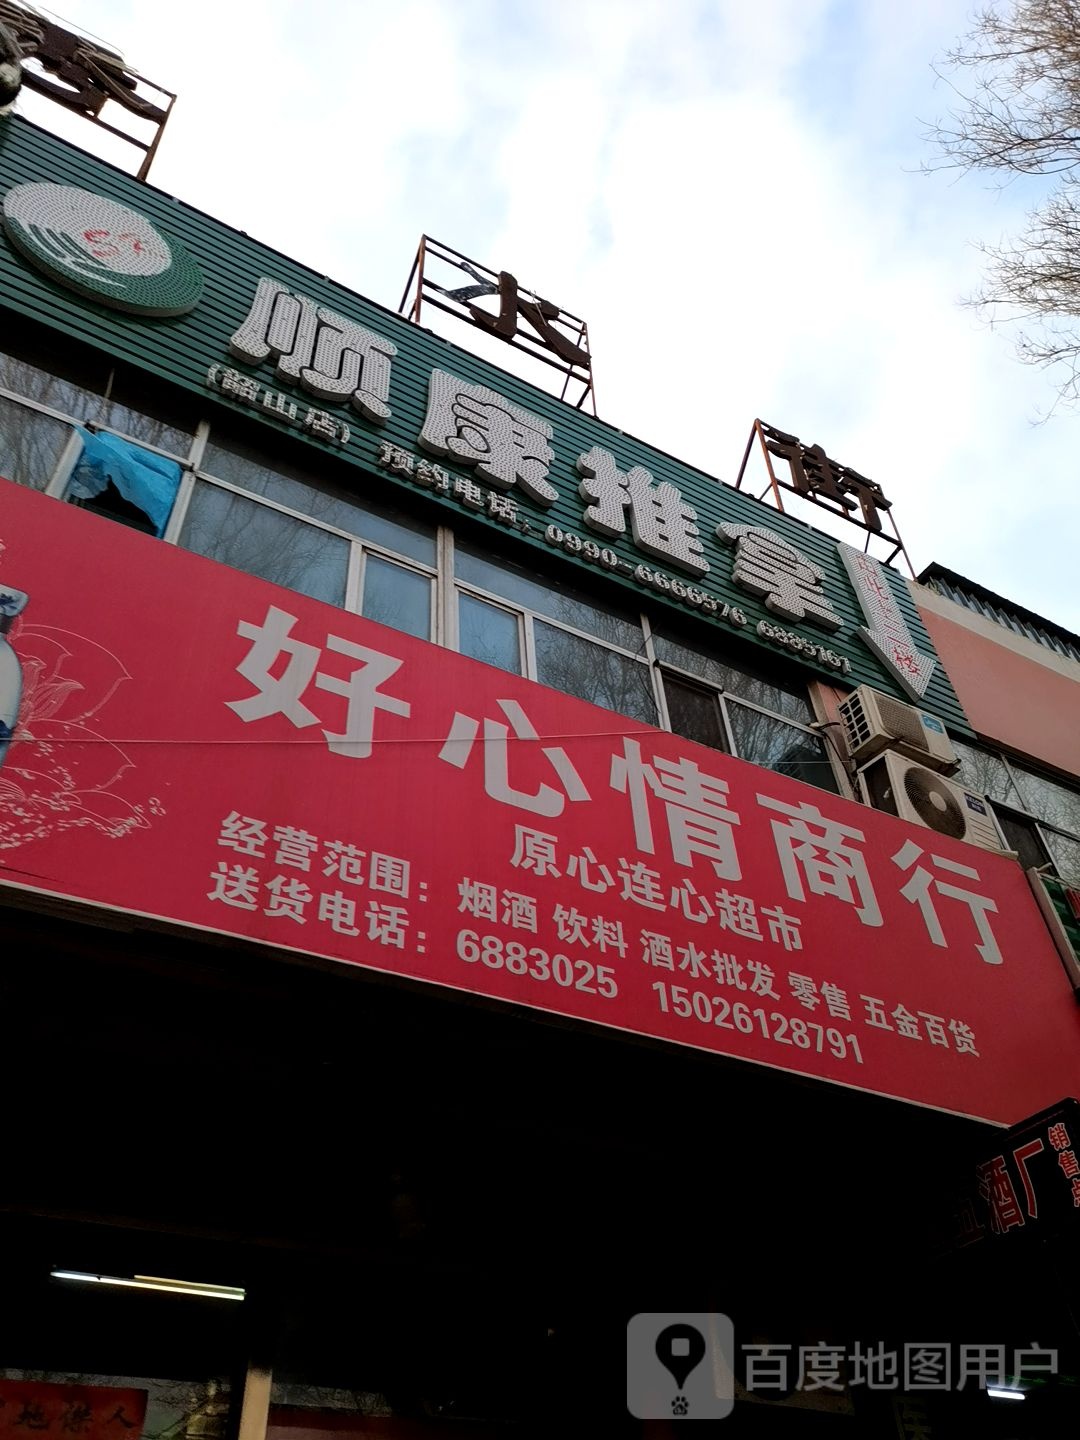 水
街
顺康推拿
(韶山店) 预约电话：0990-6666576 6885161
好心情商行
原心连心超市
经营范围：烟酒 饮料 酒水批发 零售 五金百货
送货电话：6883025 15026128791
酒厂
销售
百度地图用户